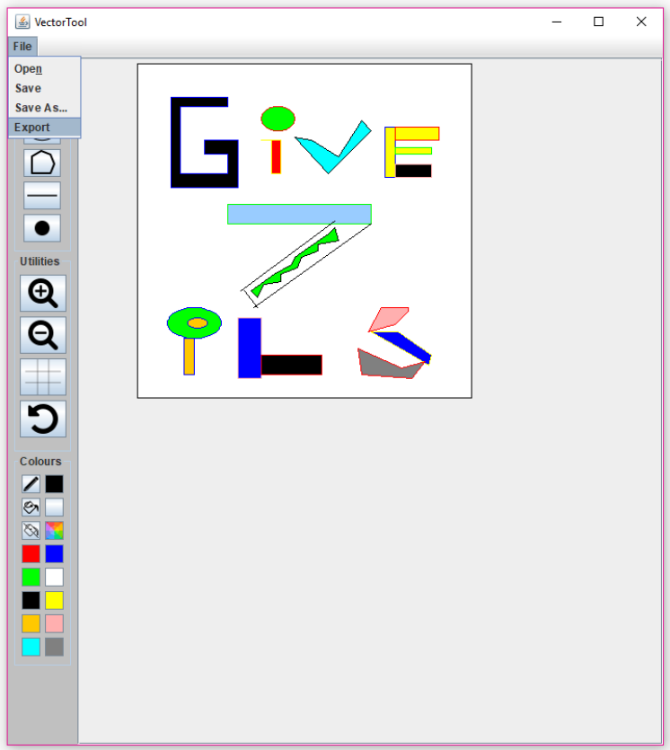 VectorTool
File
Open
Save
Save As...
Export
GivE
7
PLS
Utilities
Colours